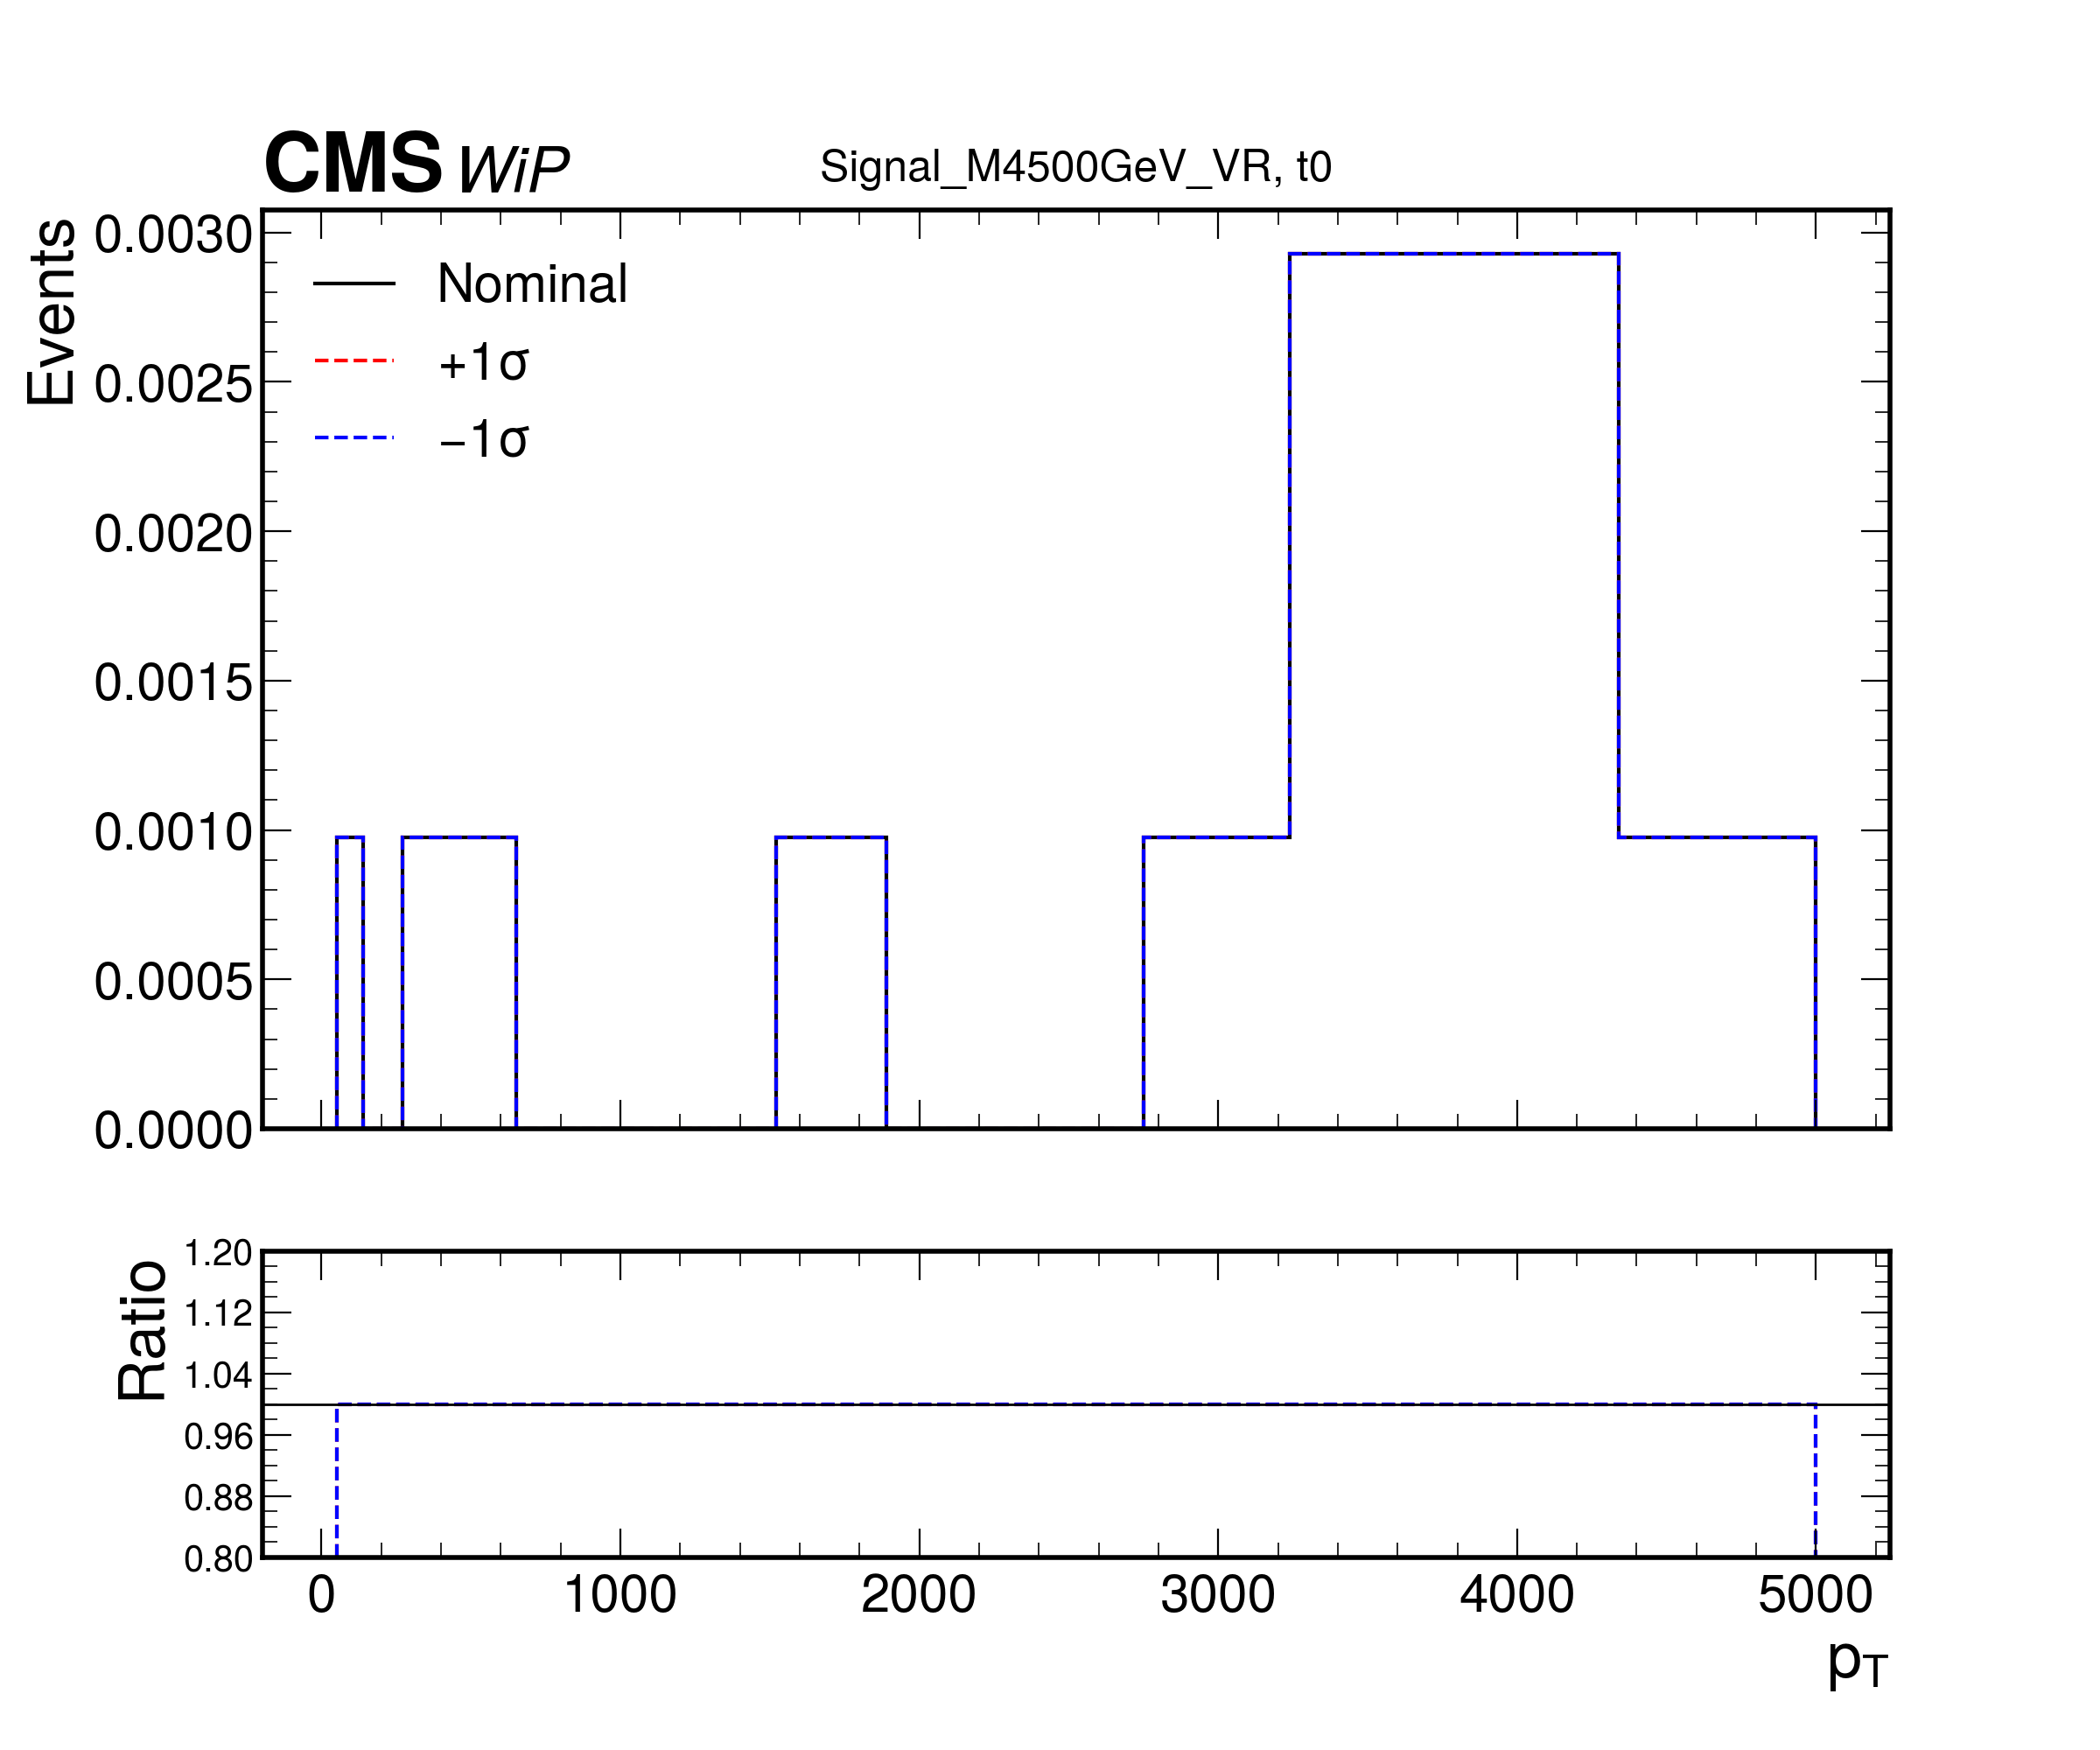 CMS WiP
Signal_M4500GeV_VR, t0
Events
0.0030
0.0025
0.0020
0.0015
0.0010
0.0005
0.0000
Nominal
+1σ
−1σ
Ratio
1.20
1.12
1.04
0.96
0.88
0.80
0 1000 2000 3000 4000 5000
pT